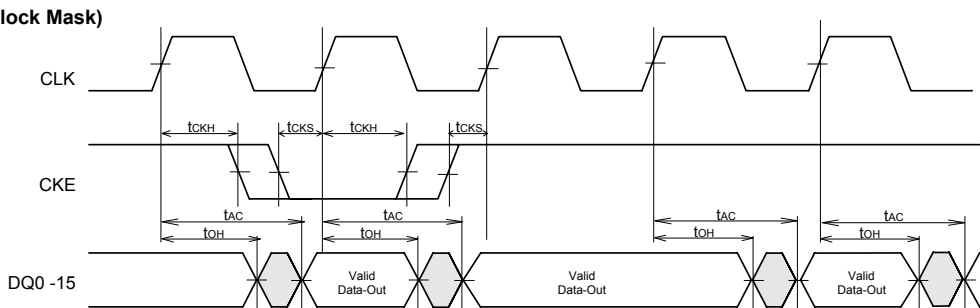 lock Mask)
CLK
tCKH tCKS tCKH tCKS
CKE
tAC tAC tAC tAC
tOH tOH tOH tOH
DQ0 -15
Valid Data-Out
Valid Data-Out
Valid Data-Out